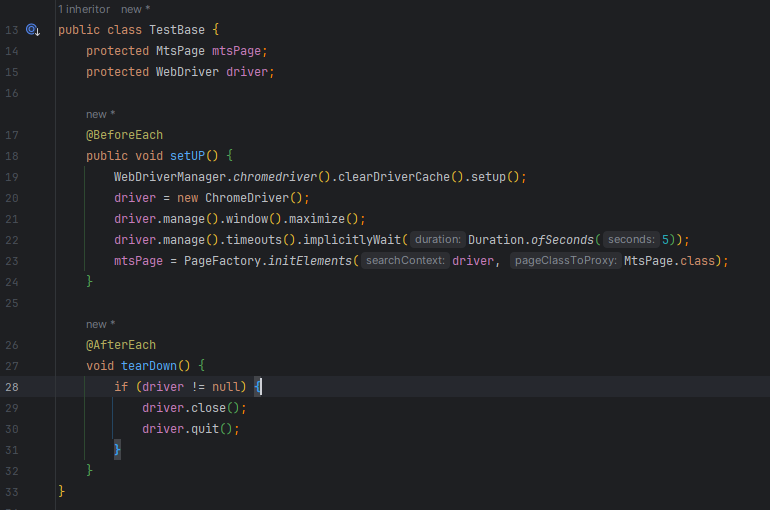 1 inheritor new *
13 public class TestBase {
14 protected MtsPage mtsPage;
15 protected WebDriver driver;
16
new *
17 @BeforeEach
18 public void setUP() {
19 WebDriverManager.chromedriver().clearDriverCache().setup();
20 driver = new ChromeDriver();
21 driver.manage().window().maximize();
22 driver.manage().timeouts().implicitlyWait( duration: Duration.ofSeconds( seconds: 5));
23 mtsPage = PageFactory.initElements( searchContext: driver, pageClassToProxy: MtsPage.class);
24 }
25
new *
26 @AfterEach
27 void tearDown() {
28 if (driver != null) {
29 driver.close();
30 driver.quit();
31 }
32 }
33 }